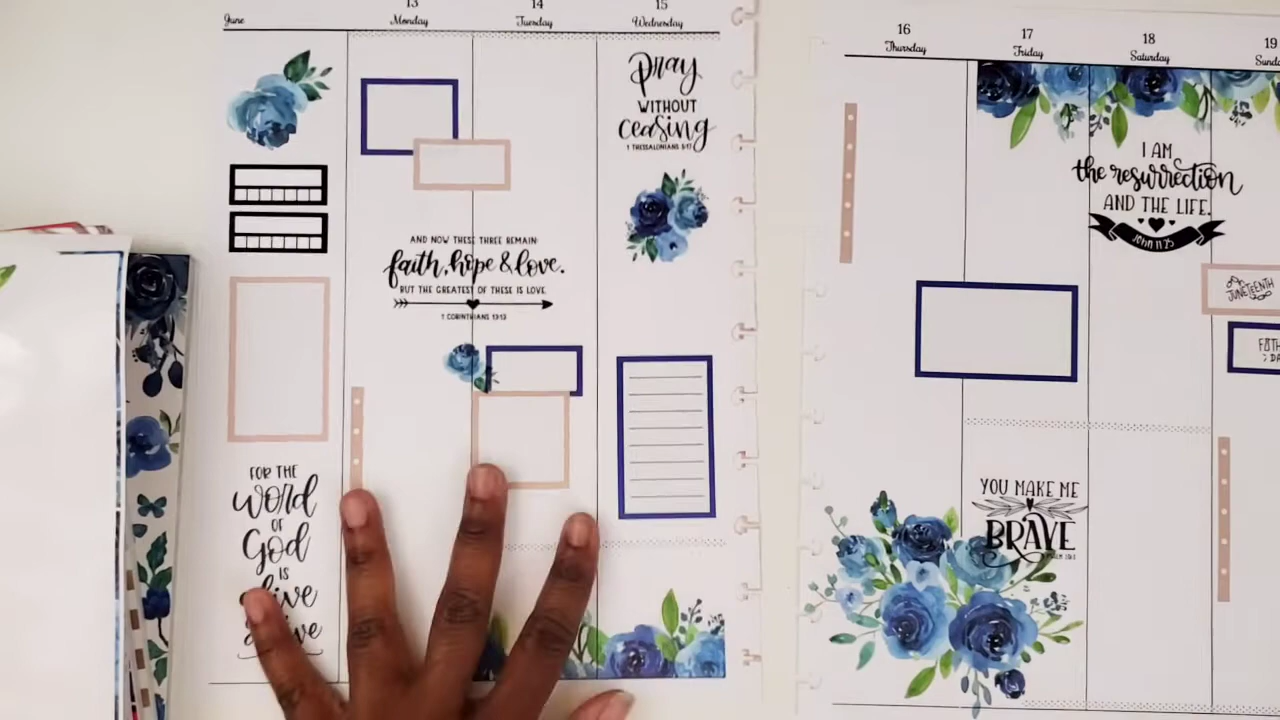 June
13
Monday
14
Tuesday
15
Wednesday
16
Thursday
17
Friday
18
Saturday
19
Pray
WITHOUT
ceasing
1 THESSALONIANS 5:17
AND NOW THESE THREE REMAIN:
faith, hope & love.
BUT THE GREATEST OF THESE IS LOVE.
1 CORINTHIANS 13:13
FOR THE
word
OF
God
IS
alive
I AM
the resurrection
AND THE LIFE.
John 11:25
JUNETEENTH
YOU MAKE ME
BRAVE